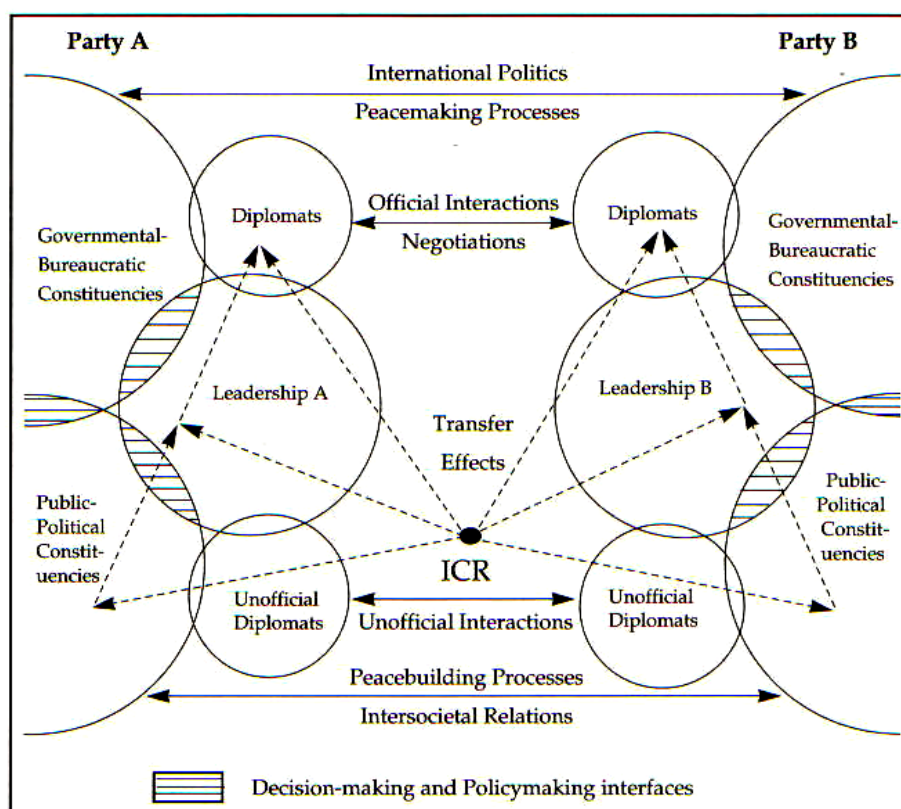 Party A
Party B
International Politics
Peacemaking Processes
Diplomats
Official Interactions
Negotiations
Diplomats
Governmental-
Bureaucratic
Constituencies
Governmental-
Bureaucratic
Constituencies
Leadership A
Leadership B
Transfer
Effects
Public-
Political
Constit-
uencies
Public-
Political
Constit-
uencies
ICR
Unofficial
Diplomats
Unofficial Interactions
Unofficial
Diplomats
Peacebuilding Processes
Intersocietal Relations
Decision-making and Policymaking interfaces